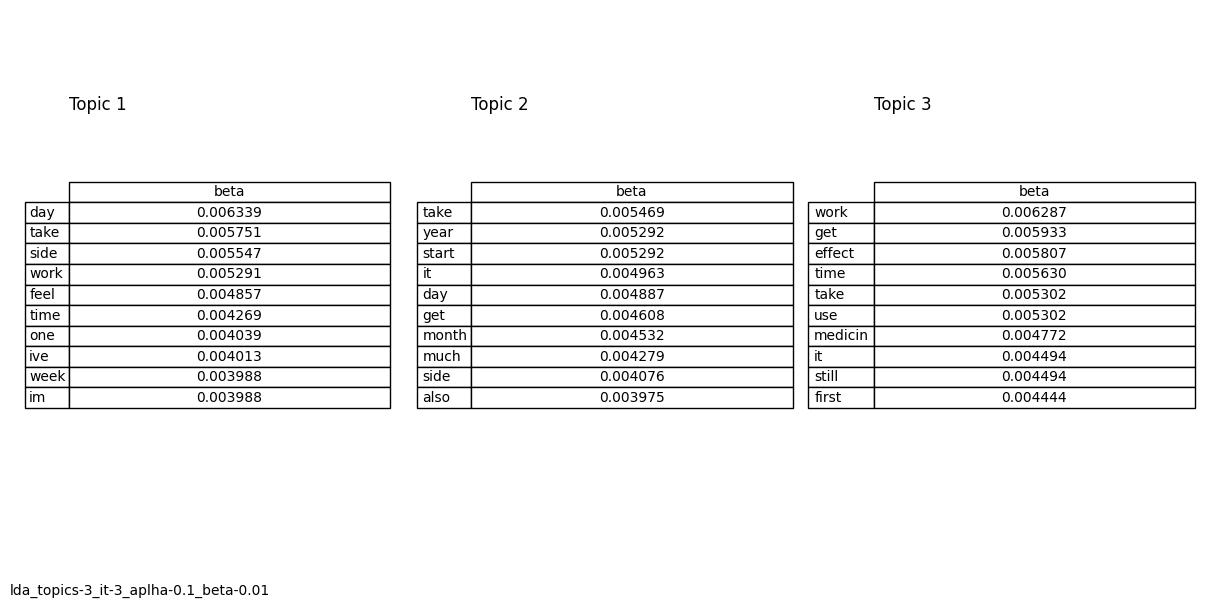 Topic 1 Topic 2 Topic 3
beta beta beta
day 0.006339 take 0.005469 work 0.006287
take 0.005751 year 0.005292 get 0.005933
side 0.005547 start 0.005292 effect 0.005807
work 0.005291 it 0.004963 time 0.005630
feel 0.004857 day 0.004887 take 0.005302
time 0.004269 get 0.004608 use 0.005302
one 0.004039 month 0.004532 medicin 0.004772
ive 0.004013 much 0.004279 it 0.004494
week 0.003988 side 0.004076 still 0.004494
im 0.003988 also 0.003975 first 0.004444
lda_topics-3_it-3_aplha-0.1_beta-0.01